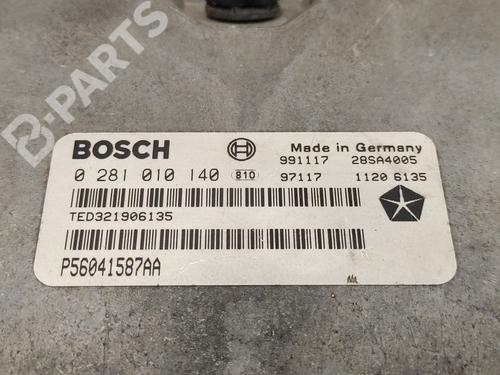 B-PARTS
BOSCH
Made in Germany
991117 28SA4005
0 281 010 140 810 97117 1120 6135
TED321906135
P56041587AA